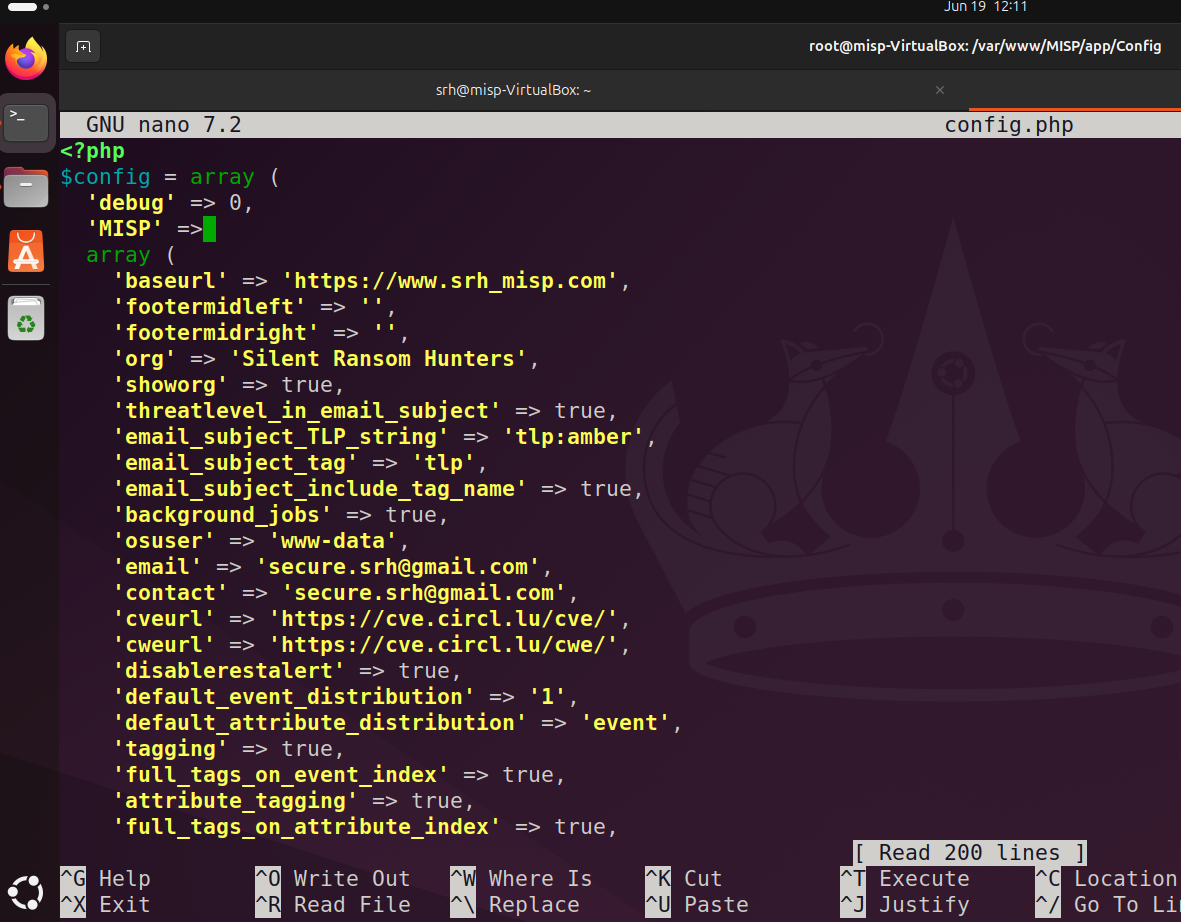 Jun 19 12:11
root@misp-VirtualBox: /var/www/MISP/app/Config
srh@misp-VirtualBox: ~
GNU nano 7.2 config.php
<?php
$config = array (
  'debug' => 0,
  'MISP' =>
  array (
    'baseurl' => 'https://www.srh_misp.com',
    'footermidleft' => '',
    'footermidright' => '',
    'org' => 'Silent Ransom Hunters',
    'showorg' => true,
    'threatlevel_in_email_subject' => true,
    'email_subject_TLP_string' => 'tlp:amber',
    'email_subject_tag' => 'tlp',
    'email_subject_include_tag_name' => true,
    'background_jobs' => true,
    'osuser' => 'www-data',
    'email' => 'secure.srh@gmail.com',
    'contact' => 'secure.srh@gmail.com',
    'cveurl' => 'https://cve.circl.lu/cve/',
    'cweurl' => 'https://cve.circl.lu/cwe/',
    'disablerestalert' => true,
    'default_event_distribution' => '1',
    'default_attribute_distribution' => 'event',
    'tagging' => true,
    'full_tags_on_event_index' => true,
    'attribute_tagging' => true,
    'full_tags_on_attribute_index' => true,
[ Read 200 lines ]
^G Help ^O Write Out ^W Where Is ^K Cut ^T Execute ^C Location
^X Exit ^R Read File ^\ Replace ^U Paste ^J Justify ^/ Go To Li